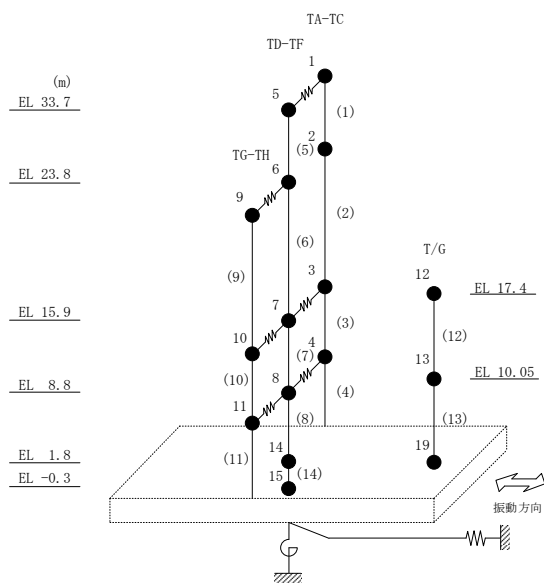 TA-TC
TD-TF
(m)
1
EL 33.7
5
(1)
2
(5)
TG-TH
EL 23.8
6
9
(2)
T/G
(6)
(9)
3
12
EL 17.4
EL 15.9
7
(3)
(12)
10
4
13
(7)
EL 10.05
EL 8.8
(10)
8
(4)
11
(8)
(13)
(11)
14
19
EL 1.8
(14)
EL -0.3
15
振動方向